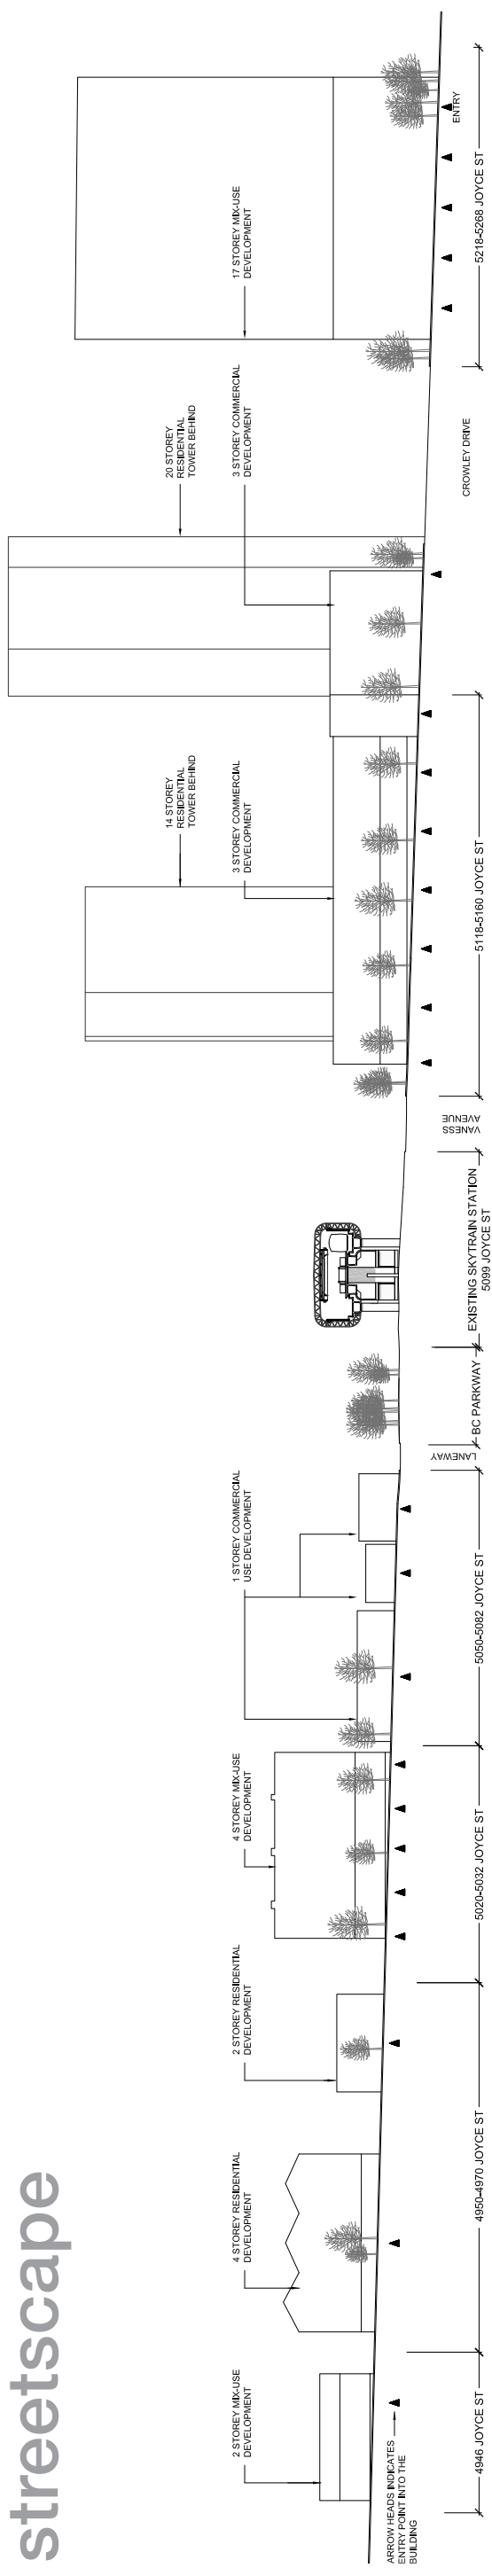 streetscape
2 STOREY MIX-USE
DEVELOPMENT
4 STOREY RESIDENTIAL
DEVELOPMENT
2 STOREY RESIDENTIAL
DEVELOPMENT
4 STOREY MIX-USE
DEVELOPMENT
1 STOREY COMMERCIAL
USE DEVELOPMENT
14 STOREY
RESIDENTIAL
TOWER BEHIND
3 STOREY COMMERCIAL
DEVELOPMENT
20 STOREY
RESIDENTIAL
TOWER BEHIND
3 STOREY COMMERCIAL
DEVELOPMENT
17 STOREY MIX-USE
DEVELOPMENT
ARROW HEADS INDICATES
ENTRY POINT INTO THE
BUILDING
LANEWAY
VANESS
AVENUE
CROWLEY DRIVE
ENTRY
4946 JOYCE ST
4950-4970 JOYCE ST
5020-5032 JOYCE ST
5050-5082 JOYCE ST
BC PARKWAY
EXISTING SKYTRAIN STATION
5099 JOYCE ST
5118-5160 JOYCE ST
5218-5268 JOYCE ST